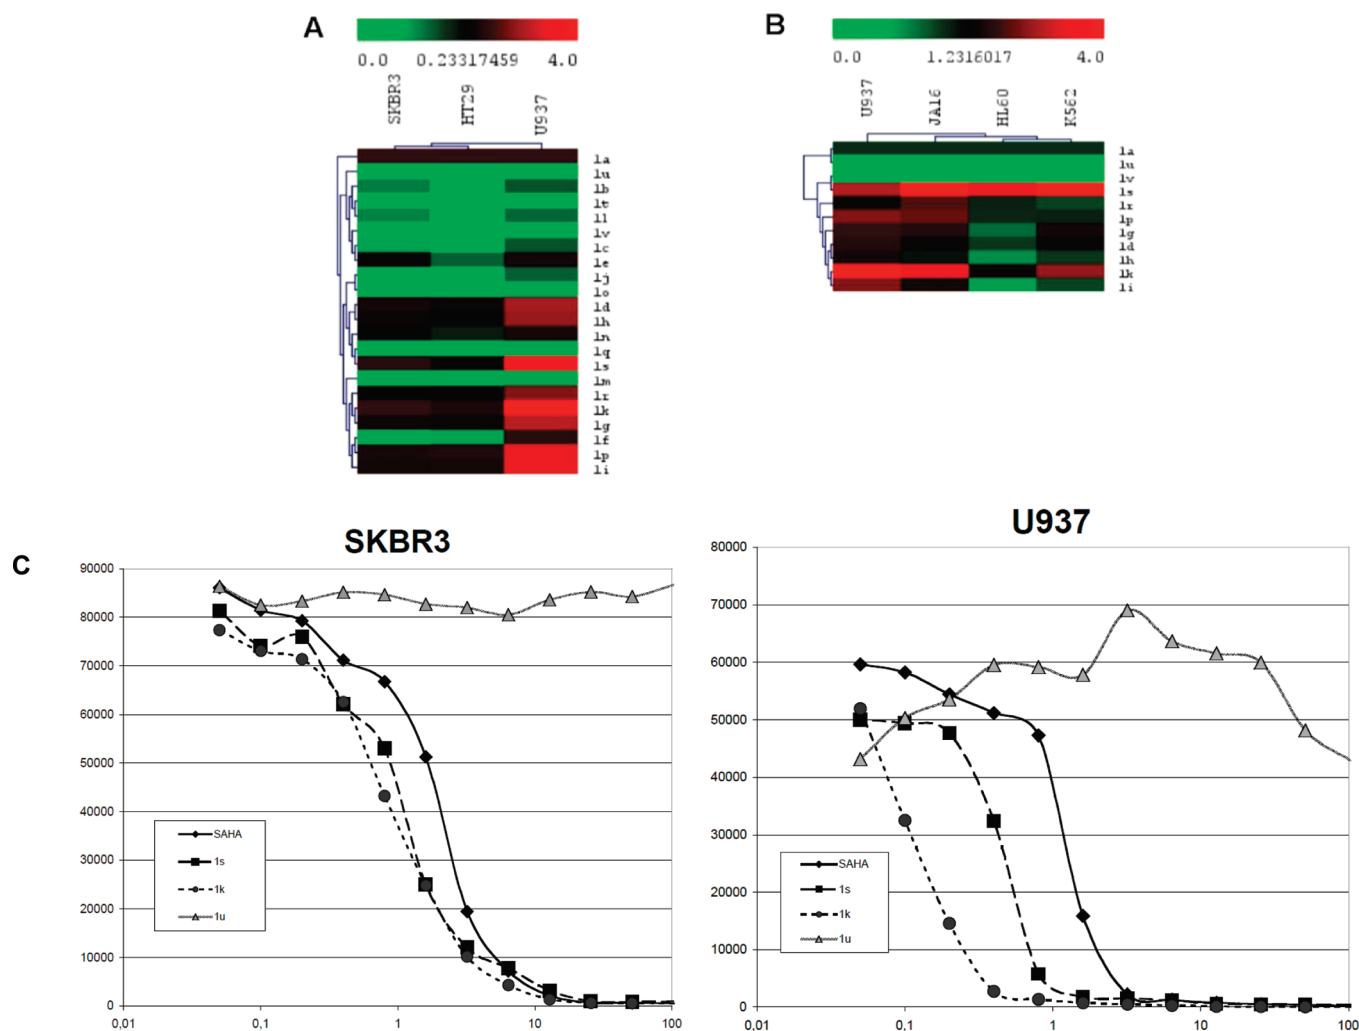 A
0.0 0.23317459 4.0
SKBR3 HT29 U937
1a
1u
1b
1t
1l
1v
1c
1e
1j
1o
1d
1h
1n
1q
1s
1m
1r
1k
1g
1f
1p
1i
B
0.0 1.2316017 4.0
U937 JA16 HL60 K562
1a
1u
1v
1s
1r
1p
1g
1d
1h
1k
1i
C
SKBR3
90000
80000
70000
60000
50000
40000
30000
20000
10000
0
0,01 0,1 1 10 100
SAHA
1s
1k
1u
U937
80000
70000
60000
50000
40000
30000
20000
10000
0
0,01 0,1 1 10 100
SAHA
1s
1k
1u